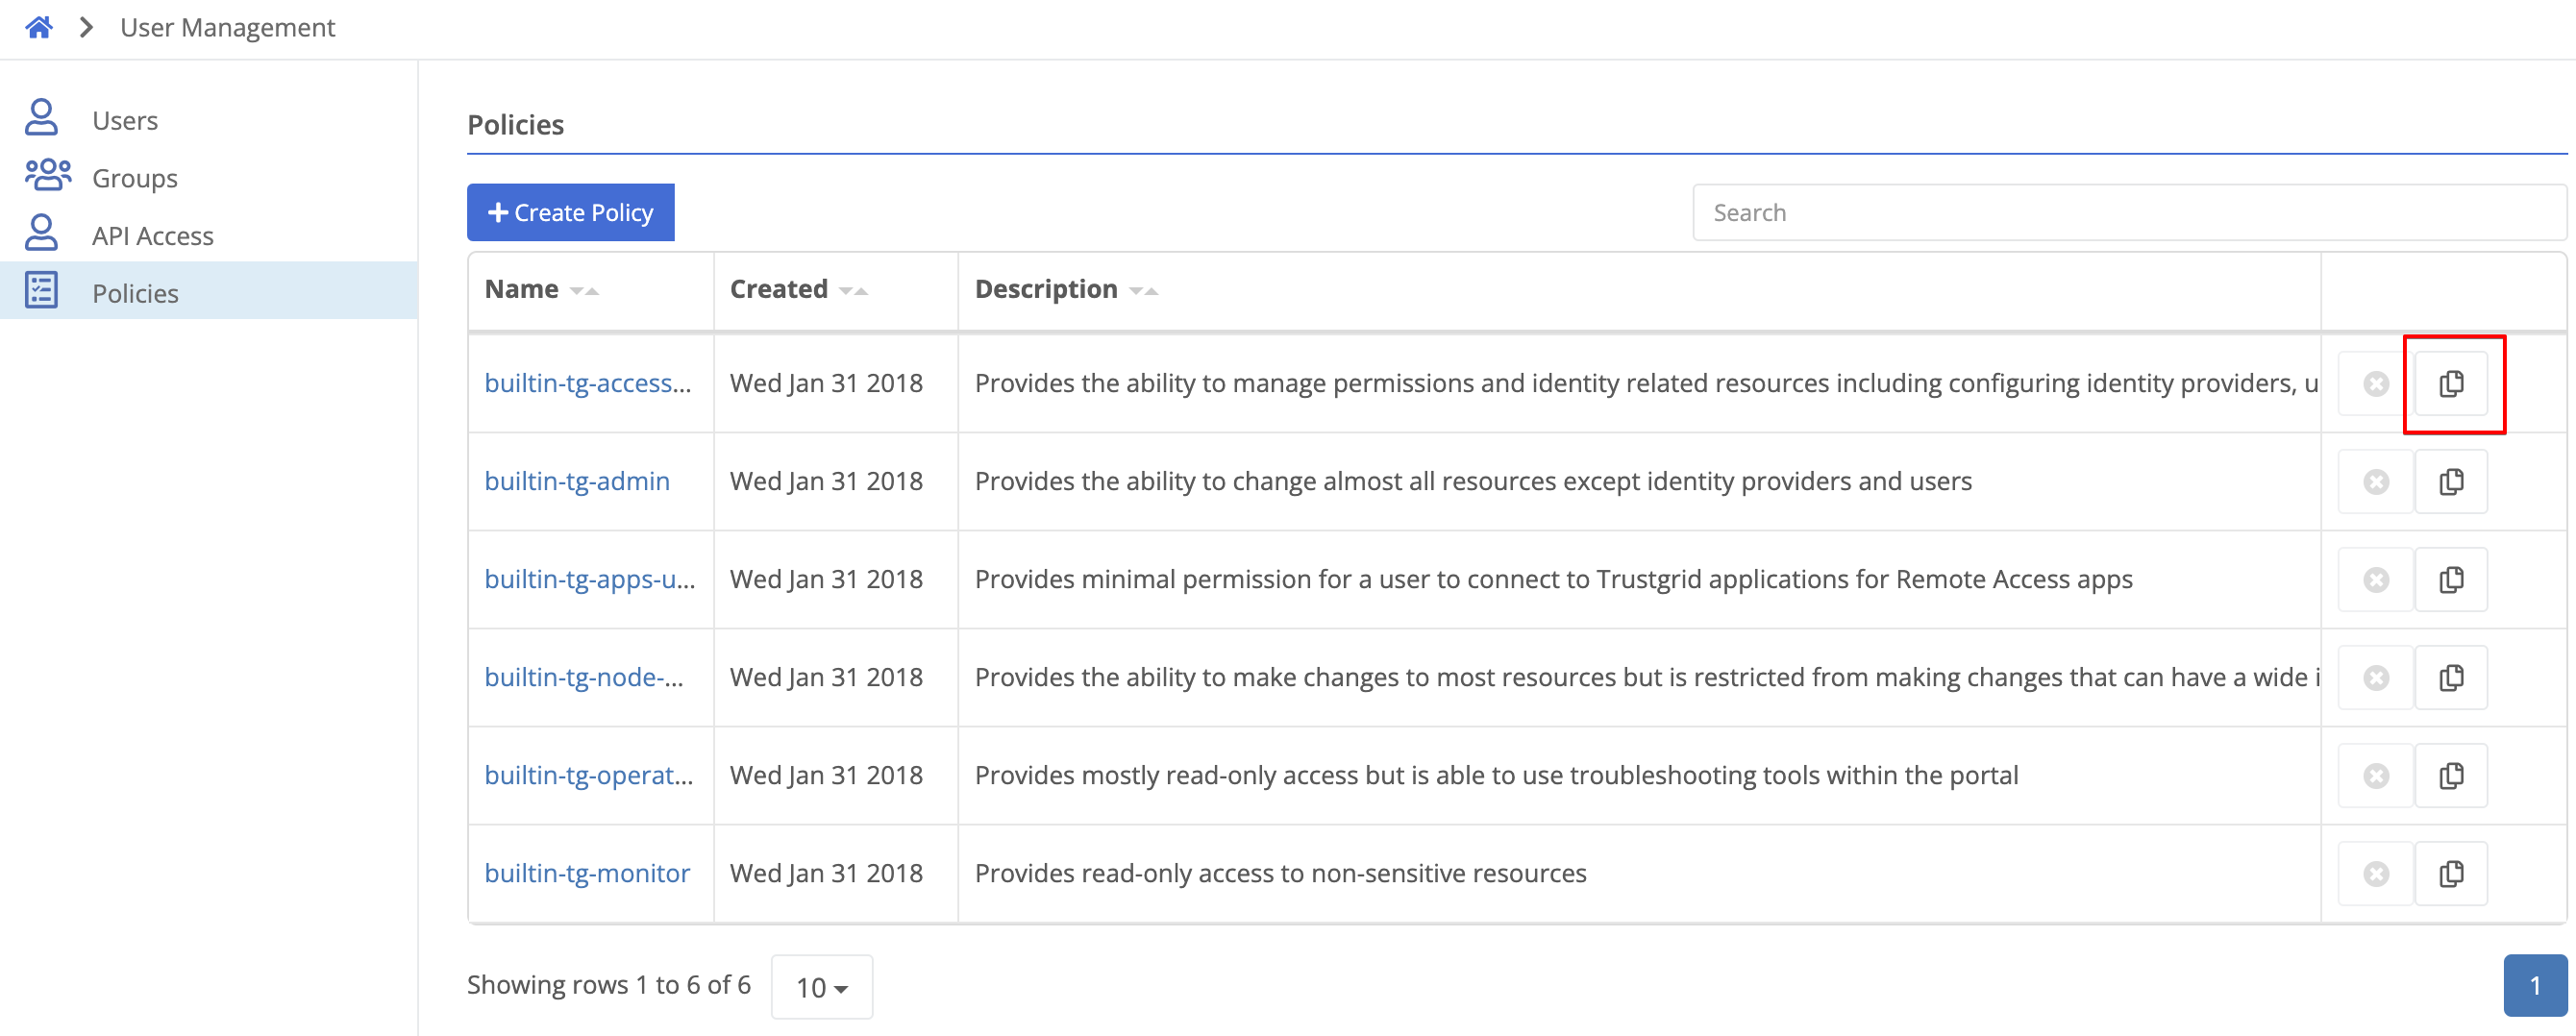 User Management
Users
Groups
API Access
Policies
Policies
Create Policy
Search
Name Created Description
builtin-tg-access... Wed Jan 31 2018 Provides the ability to manage permissions and identity related resources including configuring identity providers, u
builtin-tg-admin Wed Jan 31 2018 Provides the ability to change almost all resources except identity providers and users
builtin-tg-apps-u... Wed Jan 31 2018 Provides minimal permission for a user to connect to Trustgrid applications for Remote Access apps
builtin-tg-node-... Wed Jan 31 2018 Provides the ability to make changes to most resources but is restricted from making changes that can have a wide i
builtin-tg-operat... Wed Jan 31 2018 Provides mostly read-only access but is able to use troubleshooting tools within the portal
builtin-tg-monitor Wed Jan 31 2018 Provides read-only access to non-sensitive resources
Showing rows 1 to 6 of 6 10 1